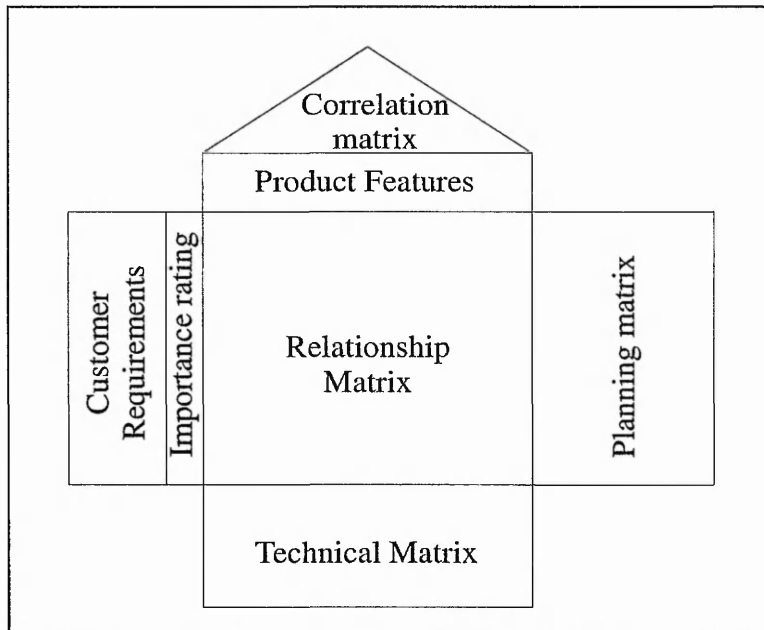 Correlation
matrix
Product Features
Customer
Requirements
Importance rating
Relationship
Matrix
Planning matrix
Technical Matrix